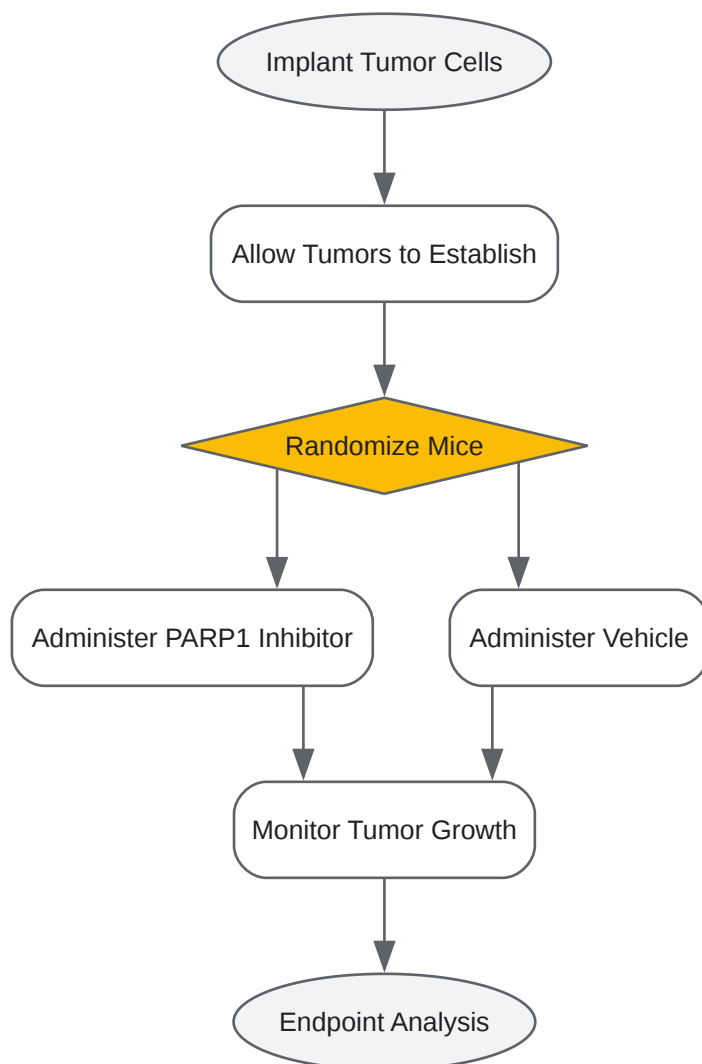 Implant Tumor Cells
Allow Tumors to Establish
Randomize Mice
Administer PARP1 Inhibitor
Administer Vehicle
Monitor Tumor Growth
Endpoint Analysis